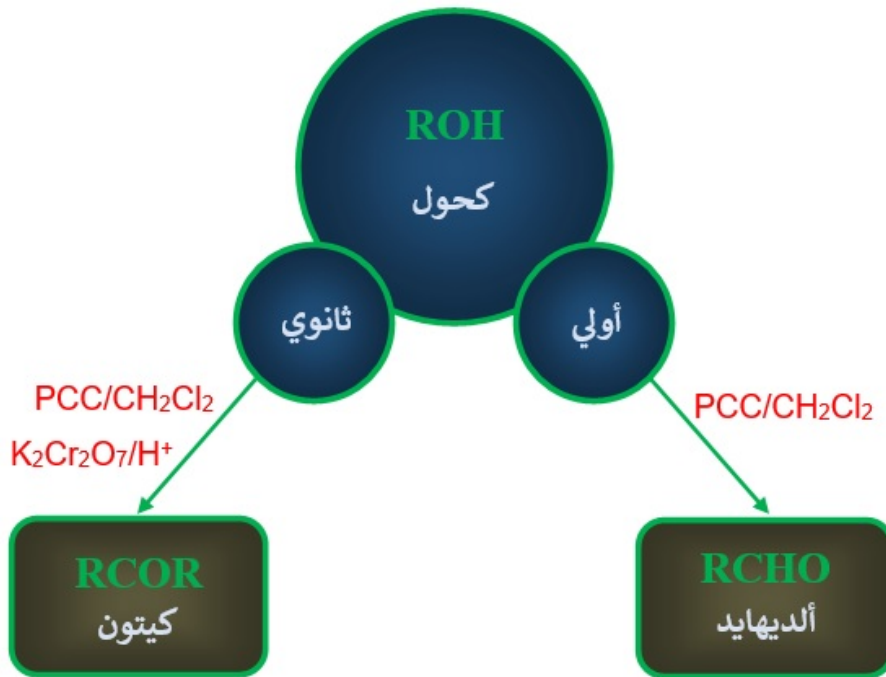 ROH
كحول
أولي
ثانوي
PCC/CH₂Cl₂
PCC/CH₂Cl₂
K₂Cr₂O₇/H⁺
RCHO
ألديهايد
RCOR
كيتون